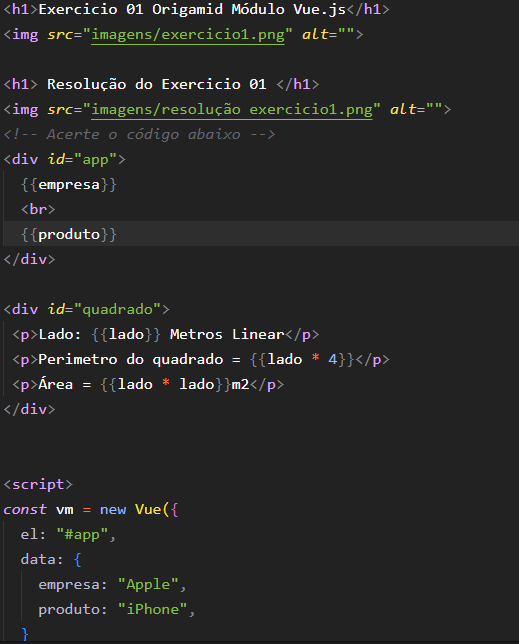 <h1>Exercicio 01 Origamid Módulo Vue.js</h1>
<img src="imagens/exercicio1.png" alt="">
<h1> Resolução do Exercicio 01 </h1>
<img src="imagens/resolução exercicio1.png" alt="">
<!-- Acerte o código abaixo -->
<div id="app">
{{empresa}}
<br>
{{produto}}
</div>
<div id="quadrado">
<p>Lado: {{lado}} Metros Linear</p>
<p>Perimetro do quadrado = {{lado * 4}}</p>
<p>Área = {{lado * lado}}m2</p>
</div>
<script>
const vm = new Vue({
el: "#app",
data: {
empresa: "Apple",
produto: "iPhone",
}